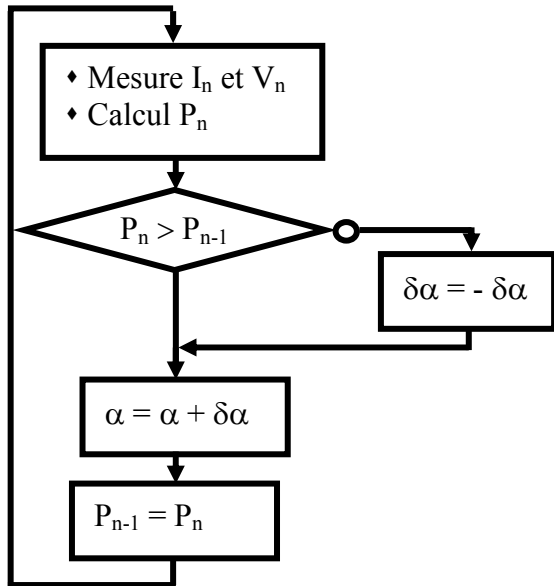 ♦ Mesure Iₙ et Vₙ
♦ Calcul Pₙ
Pₙ > Pₙ₋₁
δα = - δα
α = α + δα
Pₙ₋₁ = Pₙ